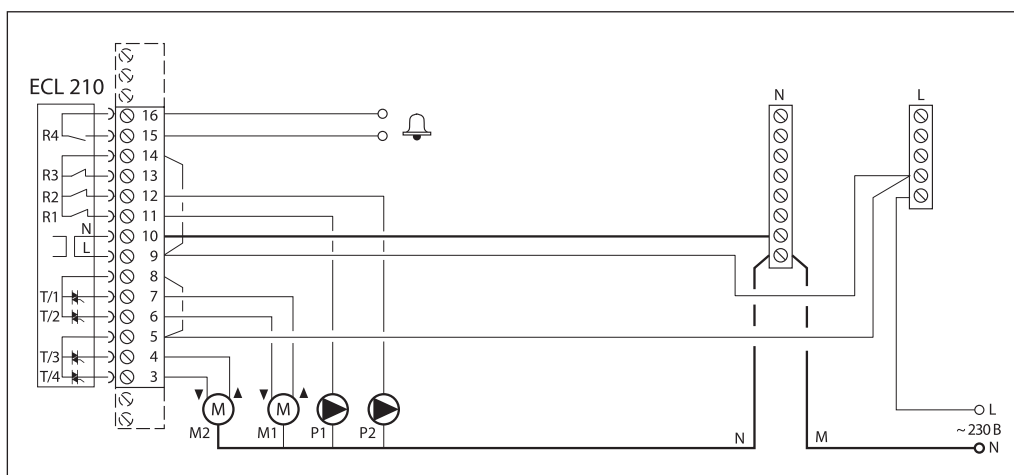 ECL 210
N L
16
R4 15
14
R3 13
R2 12
R1 11
N 10
L 9
8
T/1 7
T/2 6
5
T/3 4
T/4 3
M M
M2 M1 P1 P2
N M
L
~ 230 В
N